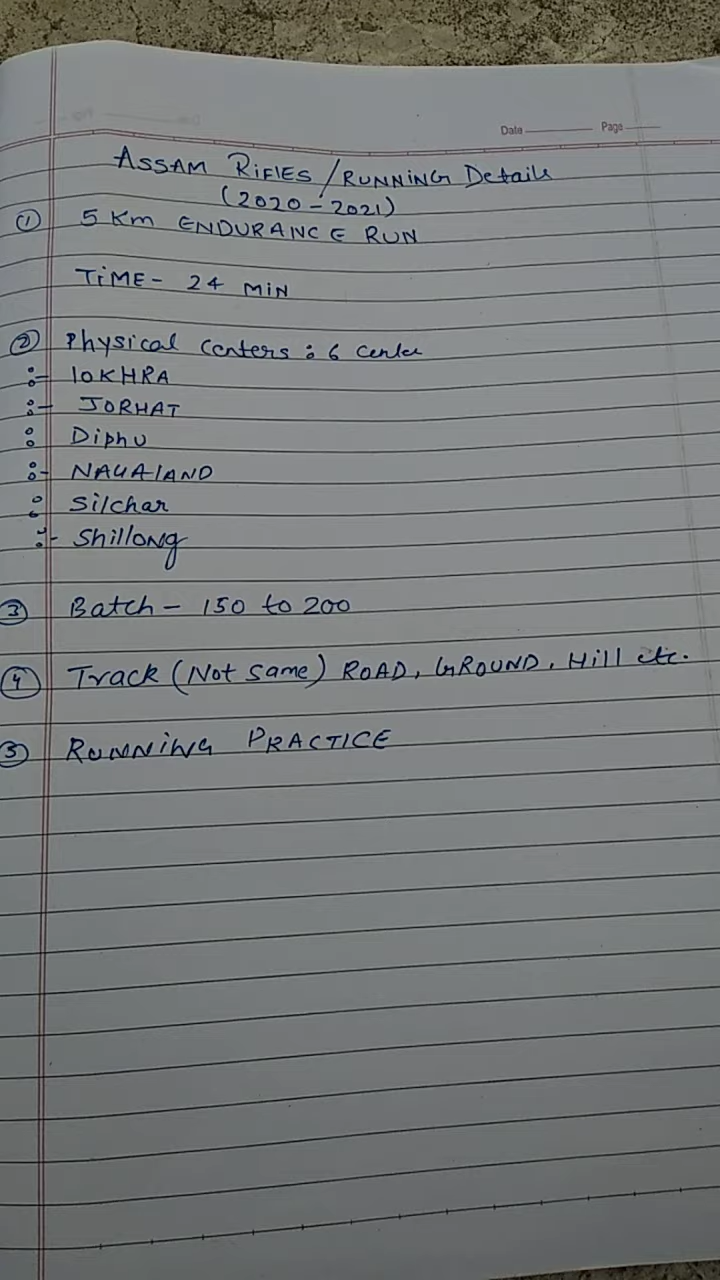 Date Page
ASSAM RIFlES / RUNNING Details
(2020 - 2021)
① 5 Km ENDURANCE RUN
TiME - 24 MiN
② Physical Centers : 6 Center
:- lOKHRA
:- JORHAT
: Diphu
:- NAGAlAND
: Silchar
:- Shillong
③ Batch - 150 to 200
④ Track (Not same) ROAD, GROUND, Hill etc.
⑤ RUNNiNG PRACTICE